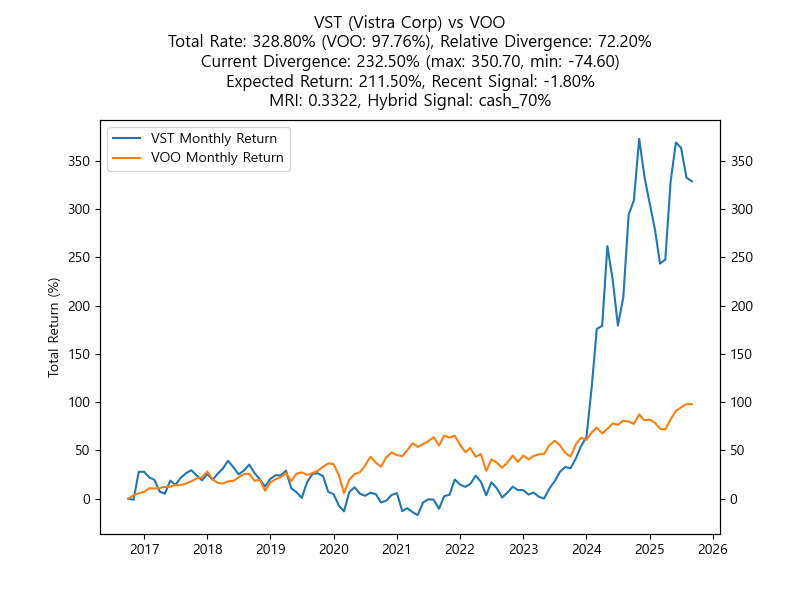 VST (Vistra Corp) vs VOO
Total Rate: 328.80% (VOO: 97.76%), Relative Divergence: 72.20%
Current Divergence: 232.50% (max: 350.70, min: -74.60)
Expected Return: 211.50%, Recent Signal: -1.80%
MRI: 0.3322, Hybrid Signal: cash_70%
VST Monthly Return
VOO Monthly Return
Total Return (%)
350
300
250
200
150
100
50
0
350
300
250
200
150
100
50
0
2017 2018 2019 2020 2021 2022 2023 2024 2025 2026